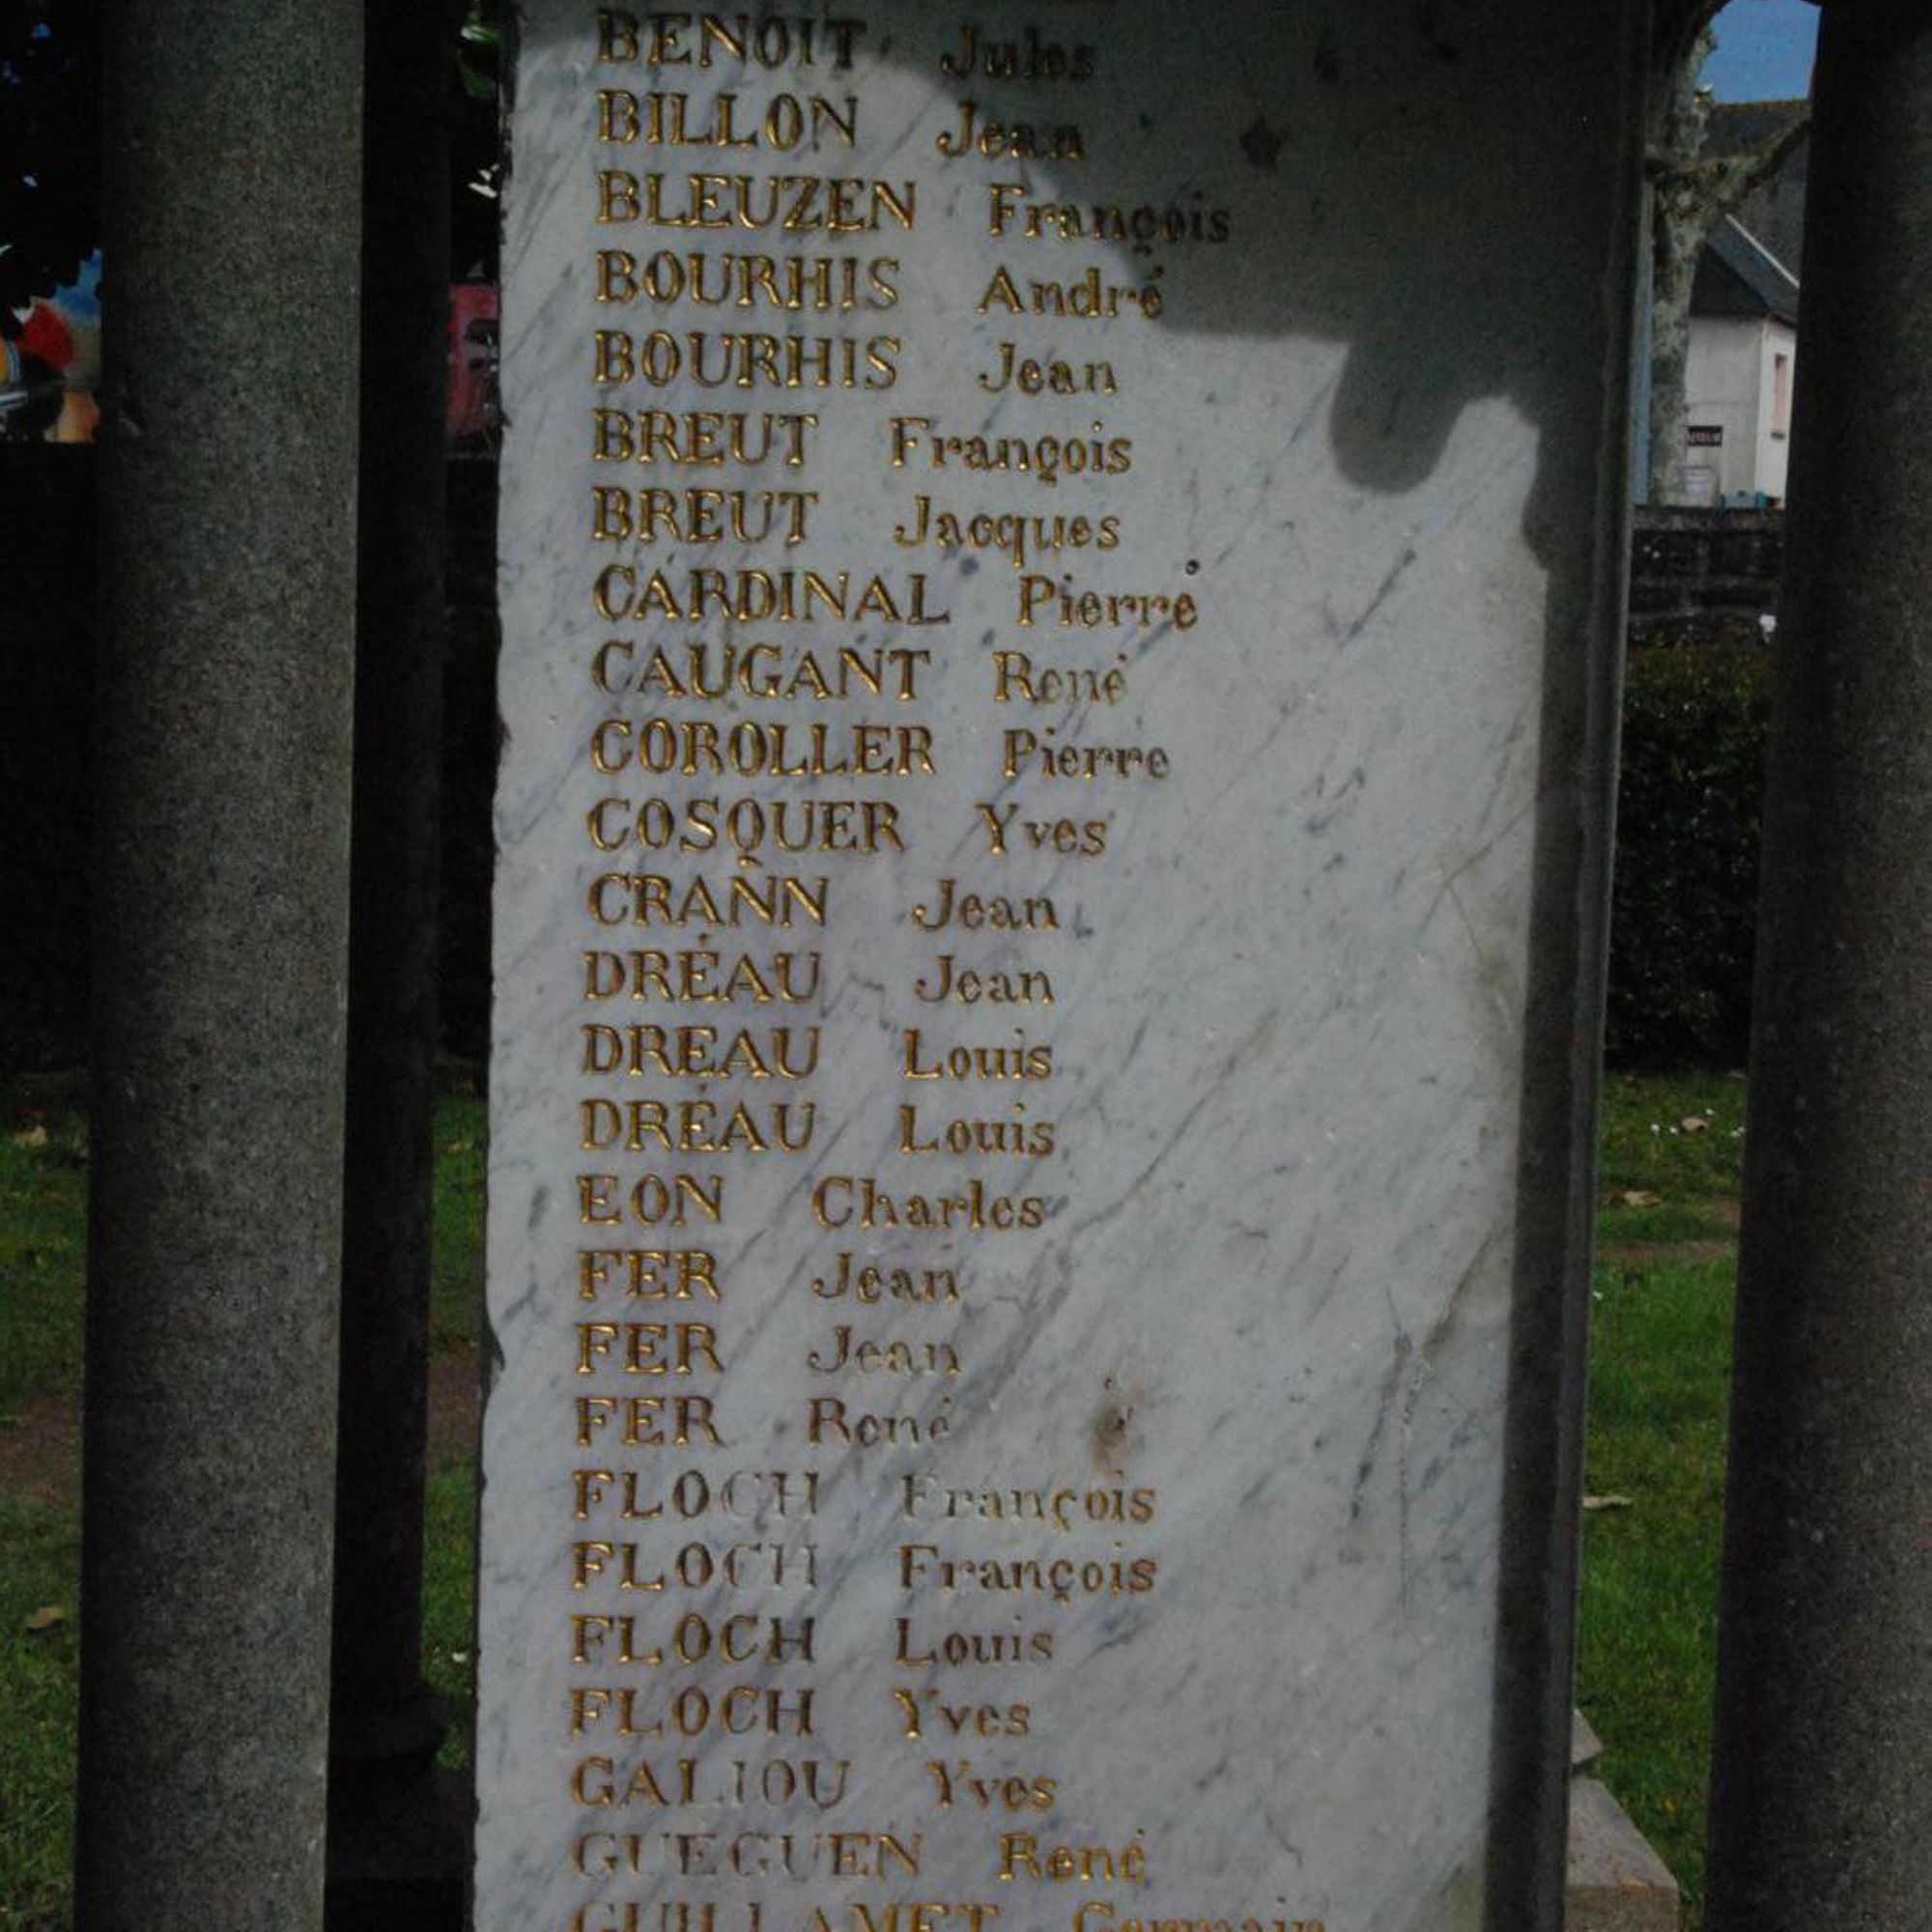 BENOIT Jules
BILLON Jean
BLEUZEN François
BOURHIS André
BOURHIS Jean
BREUT François
BREUT Jacques
CARDINAL Pierre
CAUGANT René
COROLLER Pierre
COSQUER Yves
CRANN Jean
DRÉAU Jean
DREAU Louis
DRÉAU Louis
EON Charles
FER Jean
FER Jean
FER René
FLOCH François
FLOCH François
FLOCH Louis
FLOCH Yves
GALIOU Yves
GUEGUEN René
GUILLAMET Germain